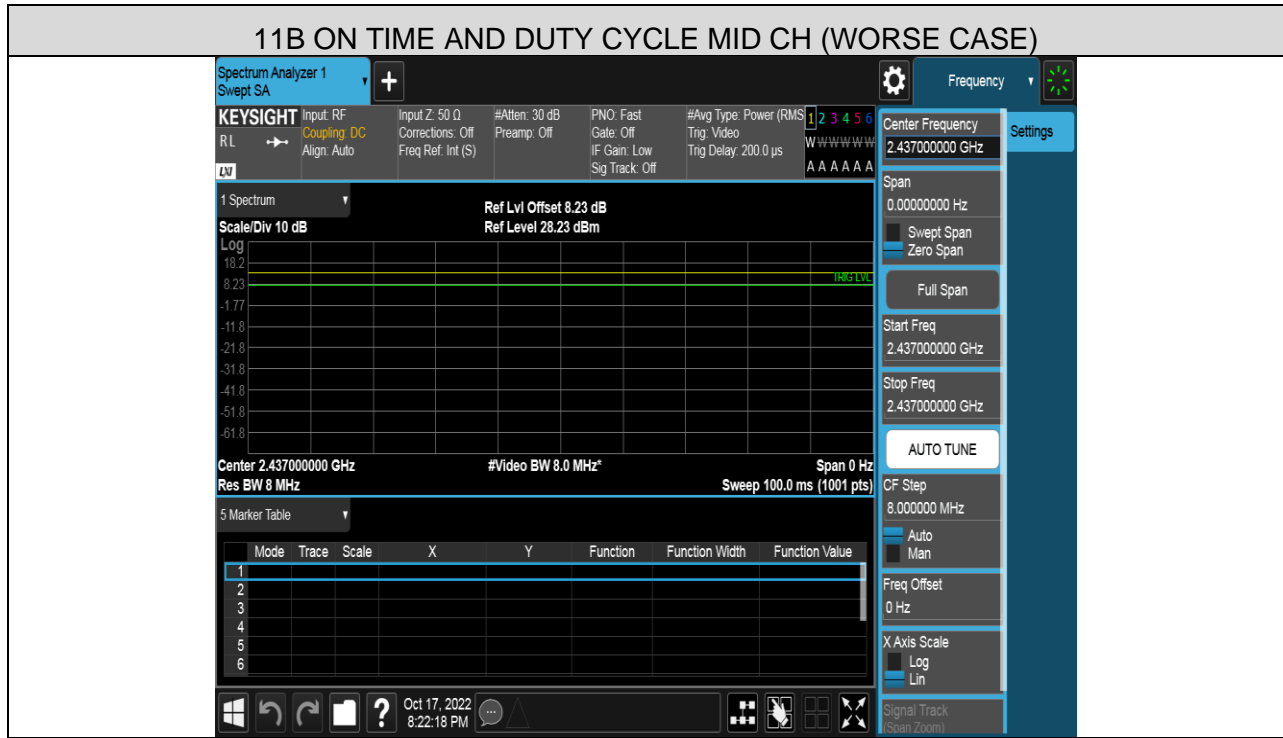 11B ON TIME AND DUTY CYCLE MID CH (WORSE CASE)
Spectrum Analyzer 1
Swept SA
+
Frequency
Settings
KEYSIGHT
RL
LXI
Input: RF
Coupling: DC
Align: Auto
Input Z: 50 Ω
Corrections: Off
Freq Ref: Int (S)
#Atten: 30 dB
Preamp: Off
PNO: Fast
Gate: Off
IF Gain: Low
Sig Track: Off
#Avg Type: Power (RMS
Trig: Video
Trig Delay: 200.0 µs
1 2 3 4 5 6
W W W W W W
A A A A A A
1 Spectrum
Scale/Div 10 dB
Ref Lvl Offset 8.23 dB
Ref Level 28.23 dBm
Log
18.2
8.23
-1.77
-11.8
-21.8
-31.8
-41.8
-51.8
-61.8
TRIG LVL
Center 2.437000000 GHz
#Video BW 8.0 MHz*
Span 0 Hz
Res BW 8 MHz
Sweep 100.0 ms (1001 pts)
5 Marker Table
Mode Trace Scale X Y Function Function Width Function Value
1
2
3
4
5
6
Center Frequency
2.437000000 GHz
Span
0.00000000 Hz
Swept Span
Zero Span
Full Span
Start Freq
2.437000000 GHz
Stop Freq
2.437000000 GHz
AUTO TUNE
CF Step
8.000000 MHz
Auto
Man
Freq Offset
0 Hz
X Axis Scale
Log
Lin
Signal Track
(Span Zoom)
?
Oct 17, 2022
8:22:18 PM